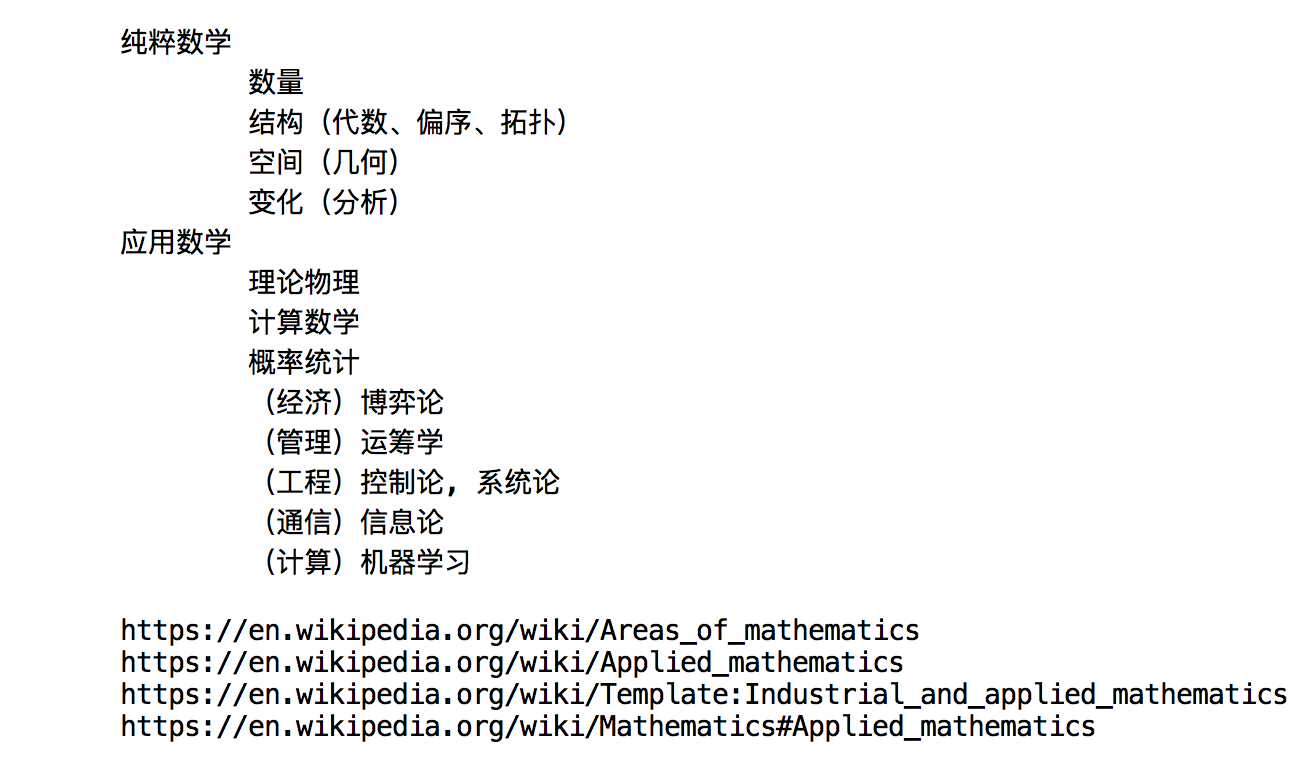 纯粹数学
数量
结构（代数、偏序、拓扑）
空间（几何）
变化（分析）
应用数学
理论物理
计算数学
概率统计
（经济）博弈论
（管理）运筹学
（工程）控制论, 系统论
（通信）信息论
（计算）机器学习
https://en.wikipedia.org/wiki/Areas_of_mathematics
https://en.wikipedia.org/wiki/Applied_mathematics
https://en.wikipedia.org/wiki/Template:Industrial_and_applied_mathematics
https://en.wikipedia.org/wiki/Mathematics#Applied_mathematics